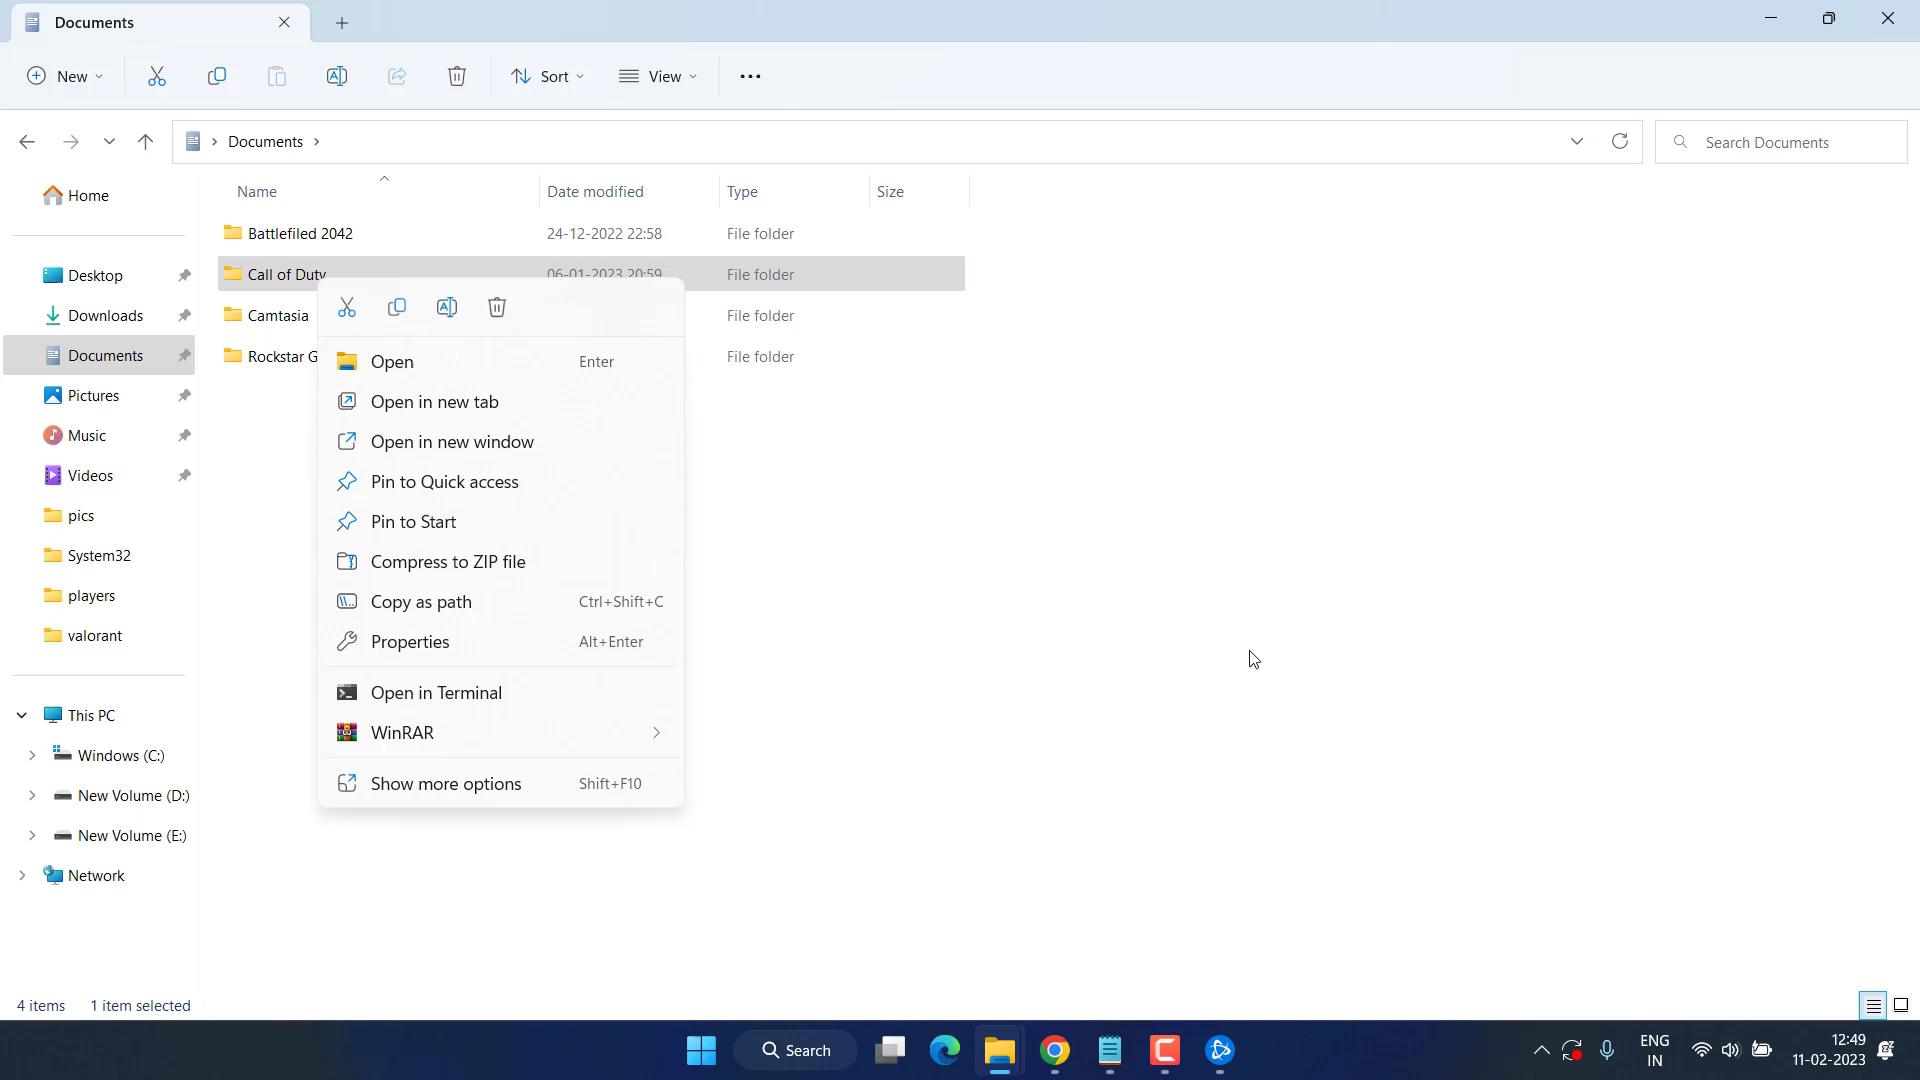 Documents
New
Sort
View
Documents
Search Documents
Home
Desktop
Downloads
Documents
Pictures
Music
Videos
pics
System32
players
valorant
This PC
Windows (C:)
New Volume (D:)
New Volume (E:)
Network
Name Date modified Type Size
Battlefiled 2042 24-12-2022 22:58 File folder
Call of Duty 06-01-2023 20:59 File folder
Camtasia File folder
Rockstar G File folder
Open Enter
Open in new tab
Open in new window
Pin to Quick access
Pin to Start
Compress to ZIP file
Copy as path Ctrl+Shift+C
Properties Alt+Enter
Open in Terminal
WinRAR
Show more options Shift+F10
4 items 1 item selected
Search
ENG
IN
12:49
11-02-2023